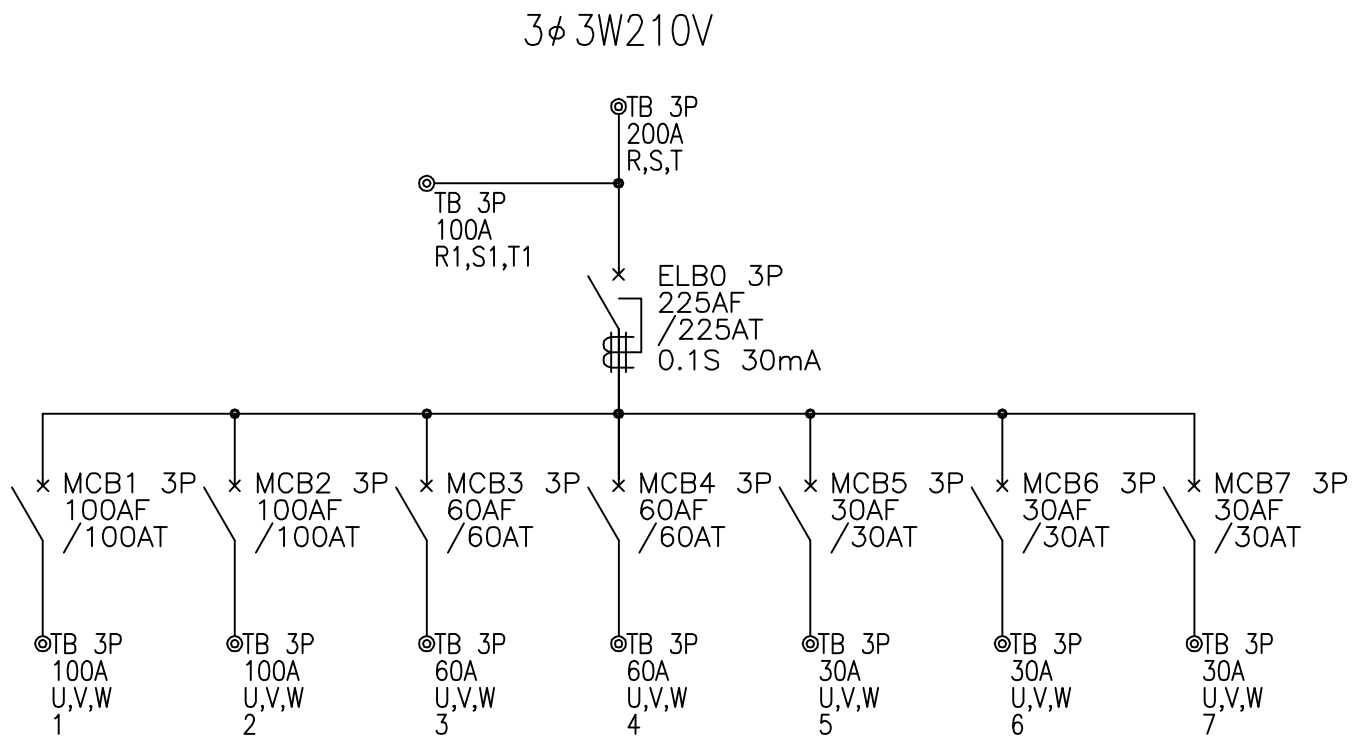 3φ3W210V
TB 3P
200A
R,S,T
TB 3P
100A
R1,S1,T1
ELB0 3P
225AF
/225AT
0.1S 30mA
MCB1 3P
100AF
/100AT
MCB2 3P
100AF
/100AT
MCB3 3P
60AF
/60AT
MCB4 3P
60AF
/60AT
MCB5 3P
30AF
/30AT
MCB6 3P
30AF
/30AT
MCB7 3P
30AF
/30AT
TB 3P
100A
U,V,W
1
TB 3P
100A
U,V,W
2
TB 3P
60A
U,V,W
3
TB 3P
60A
U,V,W
4
TB 3P
30A
U,V,W
5
TB 3P
30A
U,V,W
6
TB 3P
30A
U,V,W
7